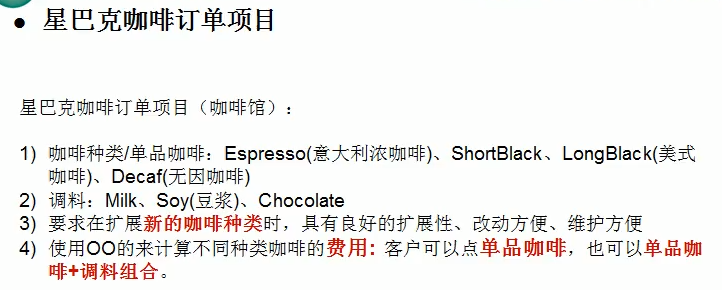 ● 星巴克咖啡订单项目
星巴克咖啡订单项目（咖啡馆）：
1) 咖啡种类/单品咖啡：Espresso(意大利浓咖啡)、ShortBlack、LongBlack(美式
咖啡)、Decaf(无因咖啡)
2) 调料：Milk、Soy(豆浆)、Chocolate
3) 要求在扩展新的咖啡种类时，具有良好的扩展性、改动方便、维护方便
4) 使用OO的来计算不同种类咖啡的费用: 客户可以点单品咖啡，也可以单品咖
啡+调料组合。